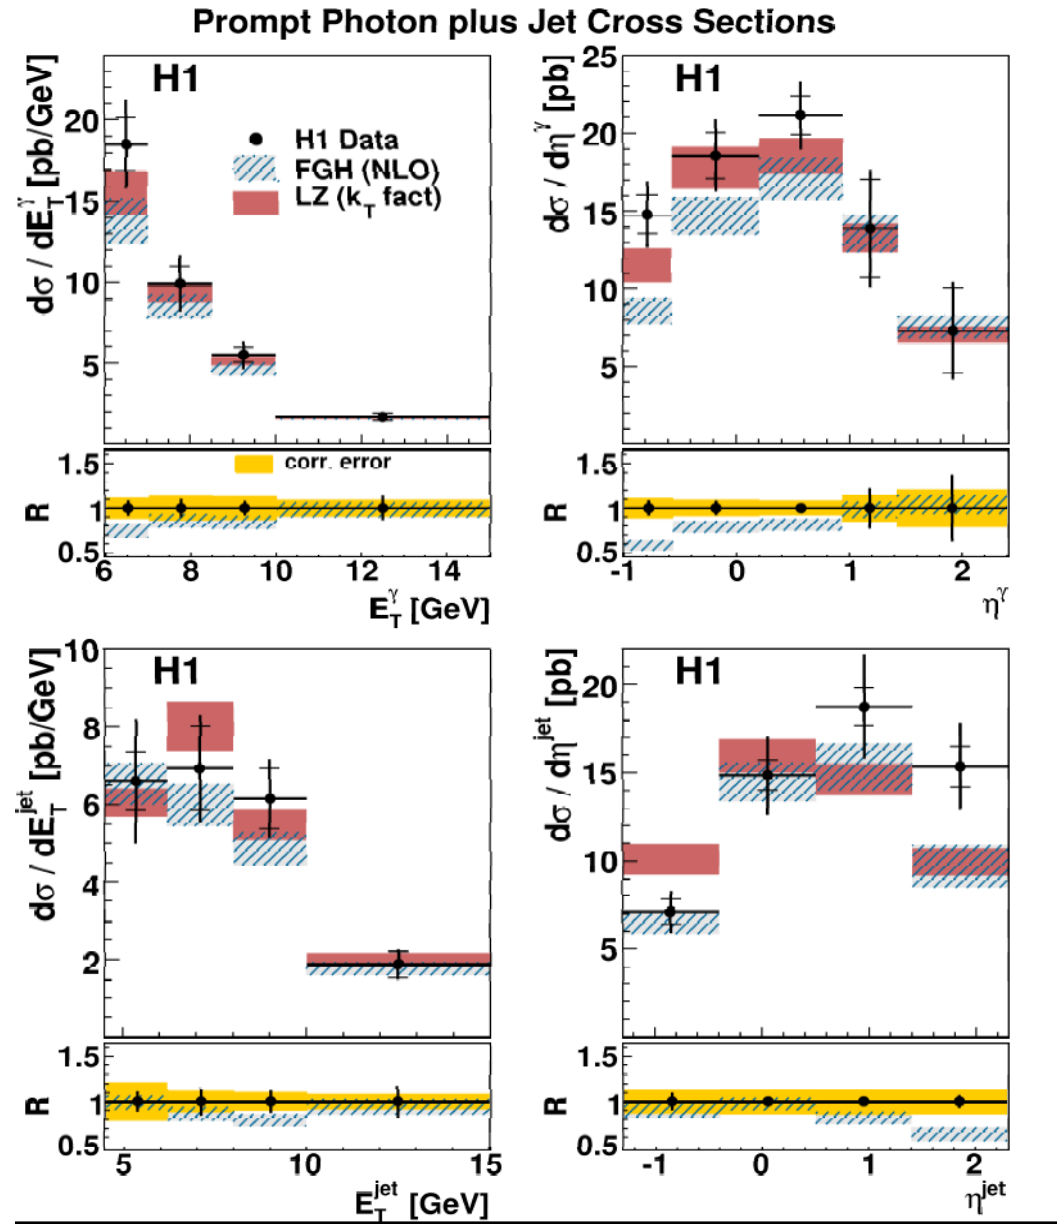 Prompt Photon plus Jet Cross Sections
dσ / dE_T^γ [pb/GeV]
20
15
10
5
H1
H1 Data
FGH (NLO)
LZ (k_T fact)
R
1.5
1
0.5
corr. error
6 8 10 12 14
E_T^γ [GeV]
dσ / dη^γ [pb]
25
20
15
10
5
H1
R
1.5
1
0.5
-1 0 1 2
η^γ
dσ / dE_T^jet [pb/GeV]
10
8
6
4
2
H1
R
1.5
1
0.5
5 10 15
E_T^jet [GeV]
dσ / dη^jet [pb]
20
15
10
5
H1
R
1.5
1
0.5
-1 0 1 2
η^jet